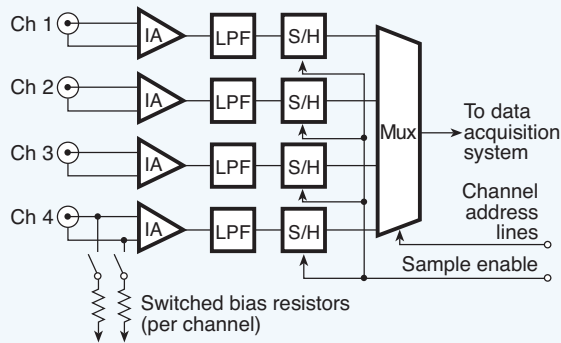 Ch 1
IA
LPF
S/H
Ch 2
IA
LPF
S/H
Ch 3
IA
LPF
S/H
Ch 4
IA
LPF
S/H
Mux
To data
acquisition
system
Channel
address
lines
Sample enable
Switched bias resistors
(per channel)